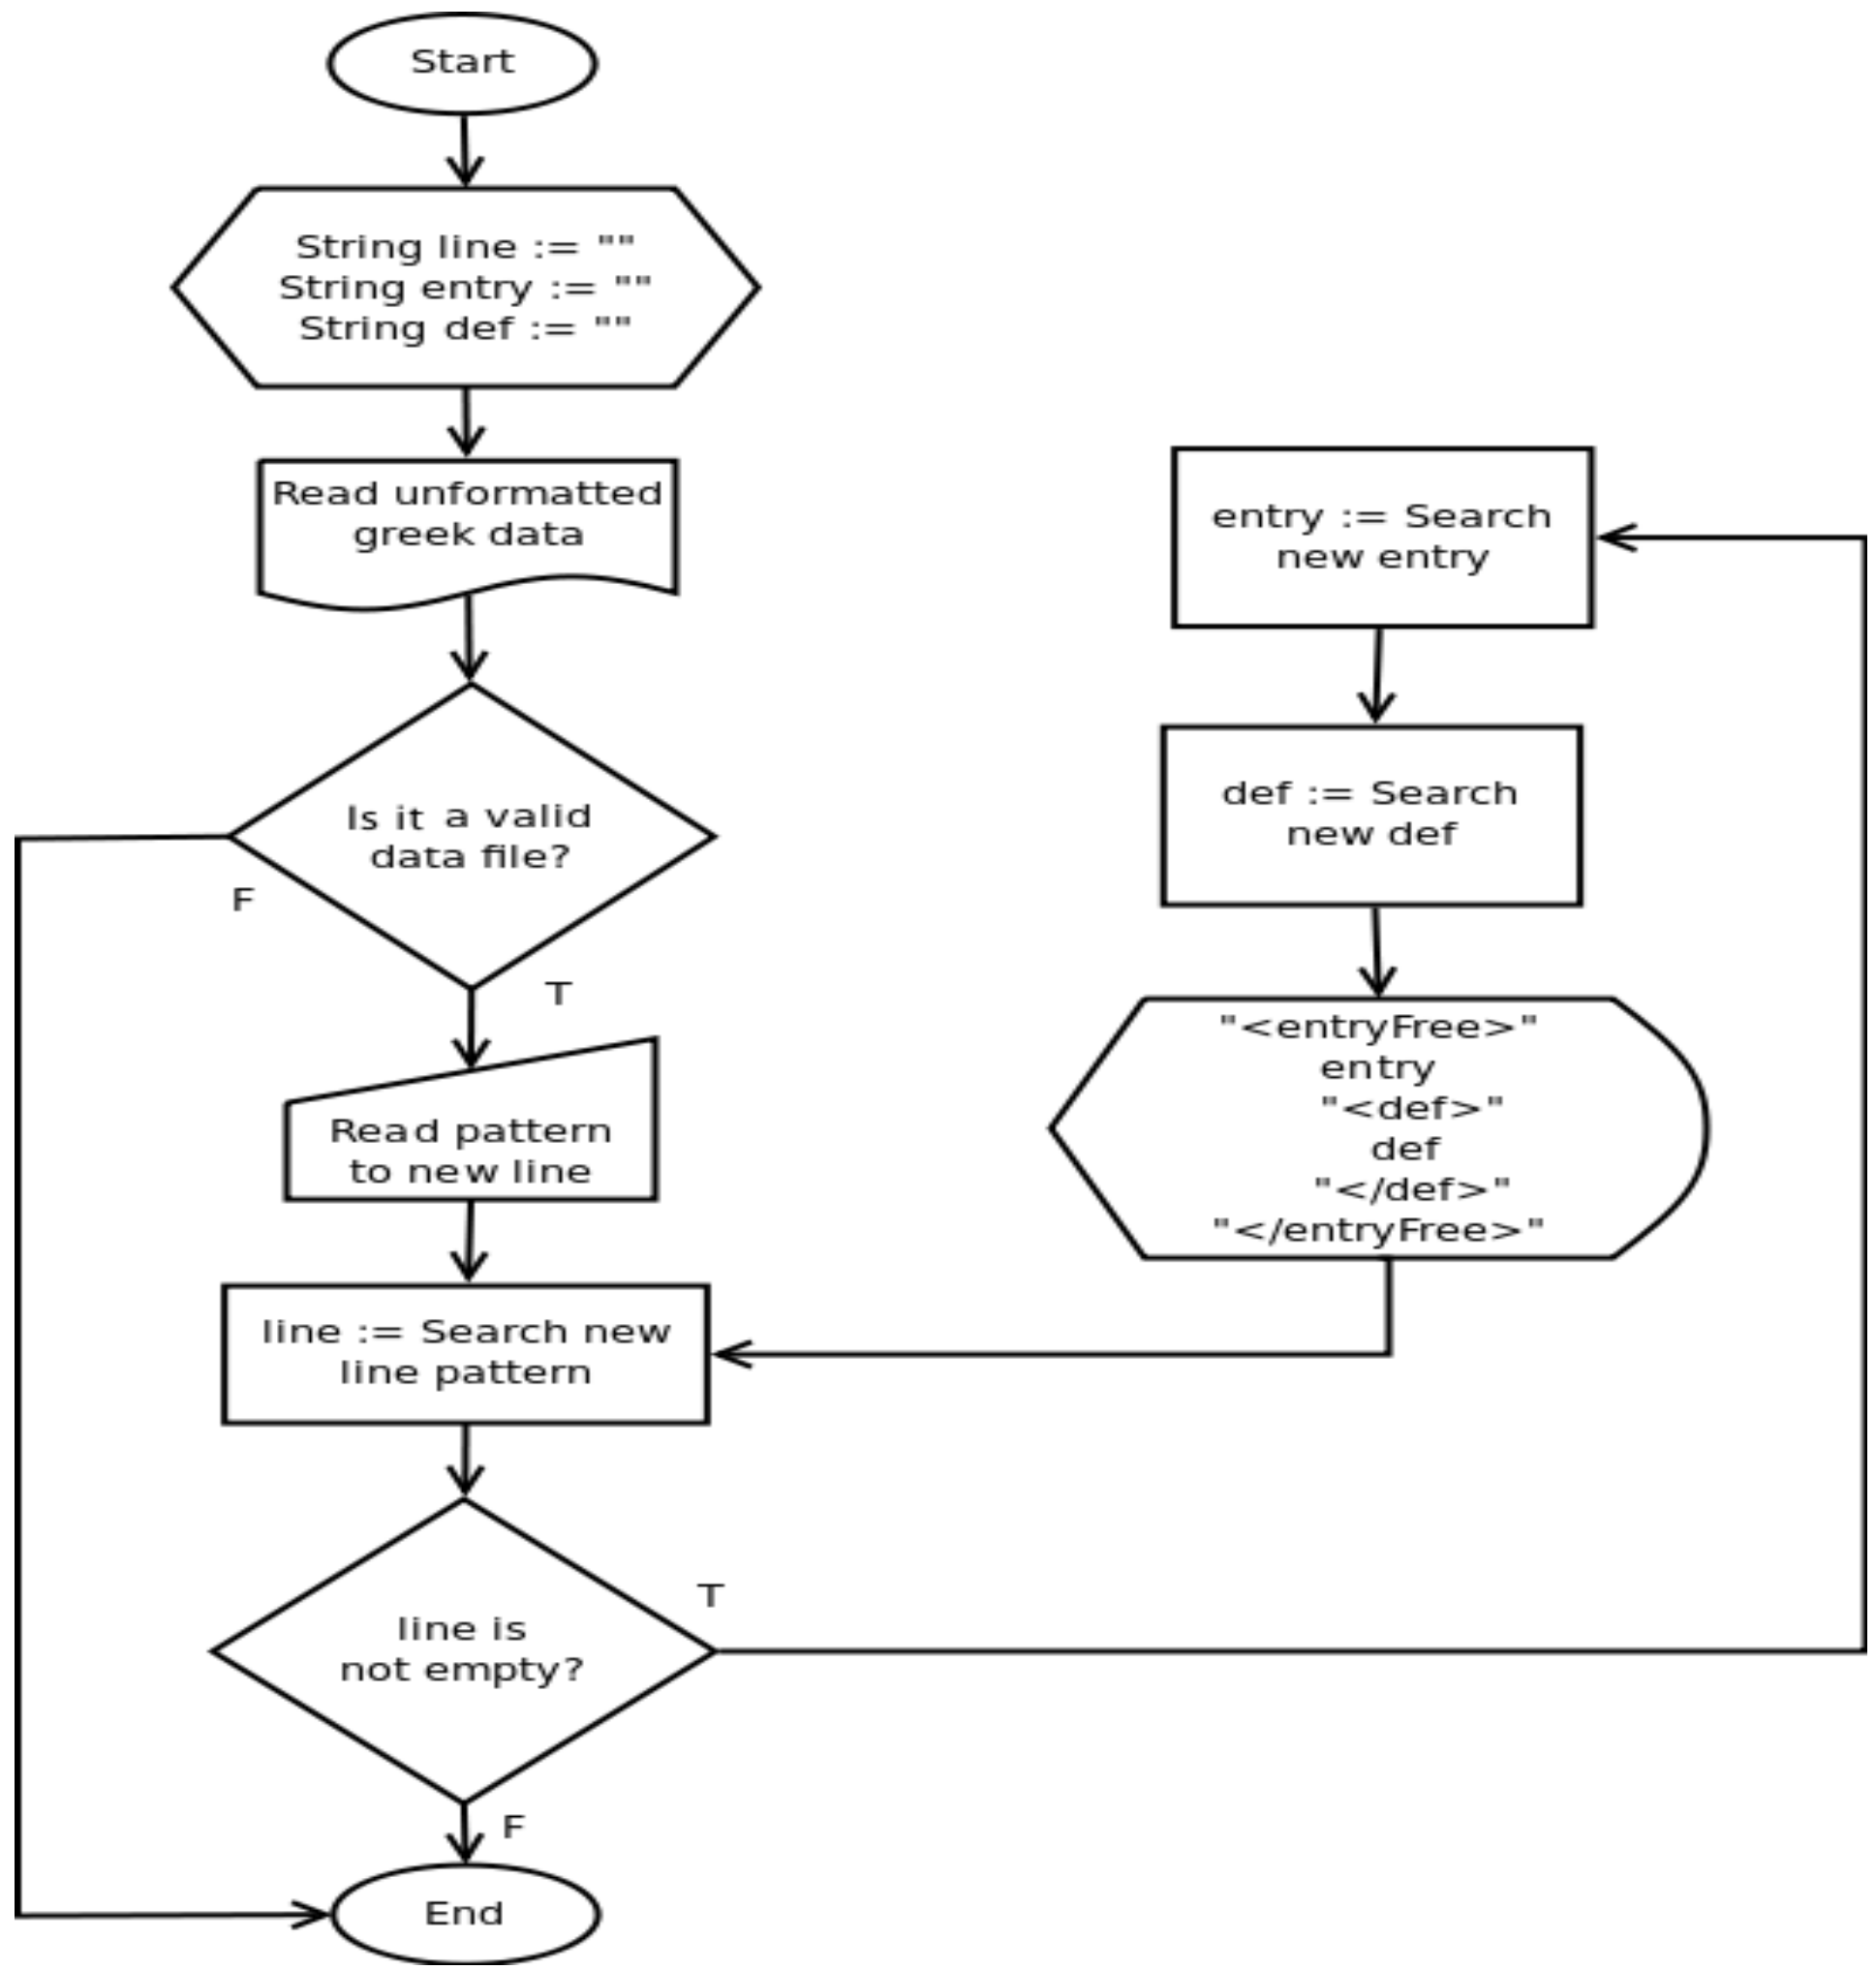 Start
String line := ""
String entry := ""
String def := ""
Read unformatted
greek data
Is it a valid
data file?
F
T
Read pattern
to new line
line := Search new
line pattern
line is
not empty?
T
F
End
entry := Search
new entry
def := Search
new def
"<entryFree>"
entry
"<def>"
def
"</def>"
"</entryFree>"